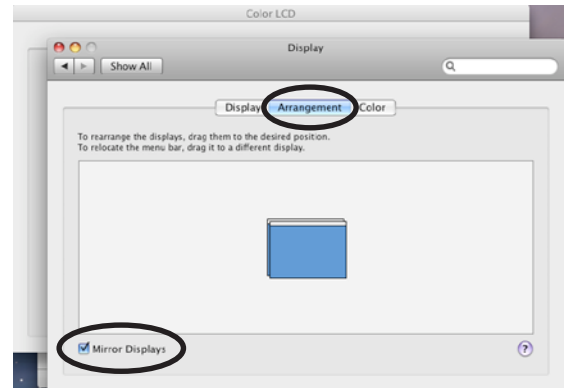 Color LCD
Display
Show All
Display Arrangement Color
To rearrange the displays, drag them to the desired position.
To relocate the menu bar, drag it to a different display.
Mirror Displays
?